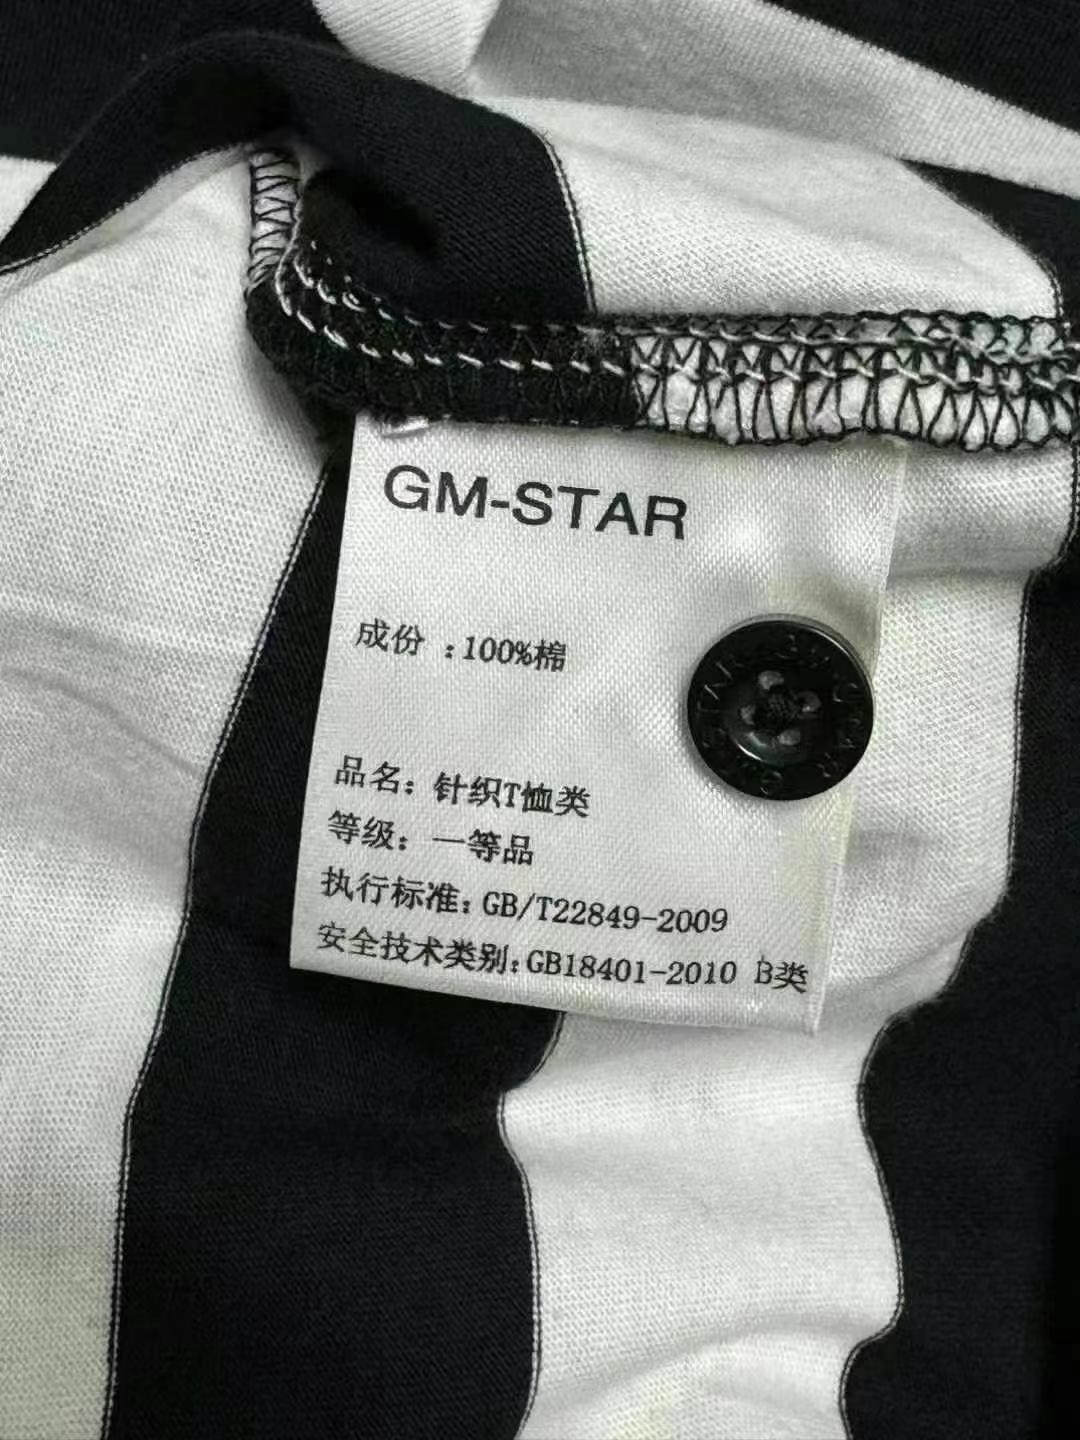 GM-STAR
成份 :100%棉
品名: 针织T恤类
等级: 一等品
执行标准: GB/T22849-2009
安全技术类别: GB18401-2010 B类